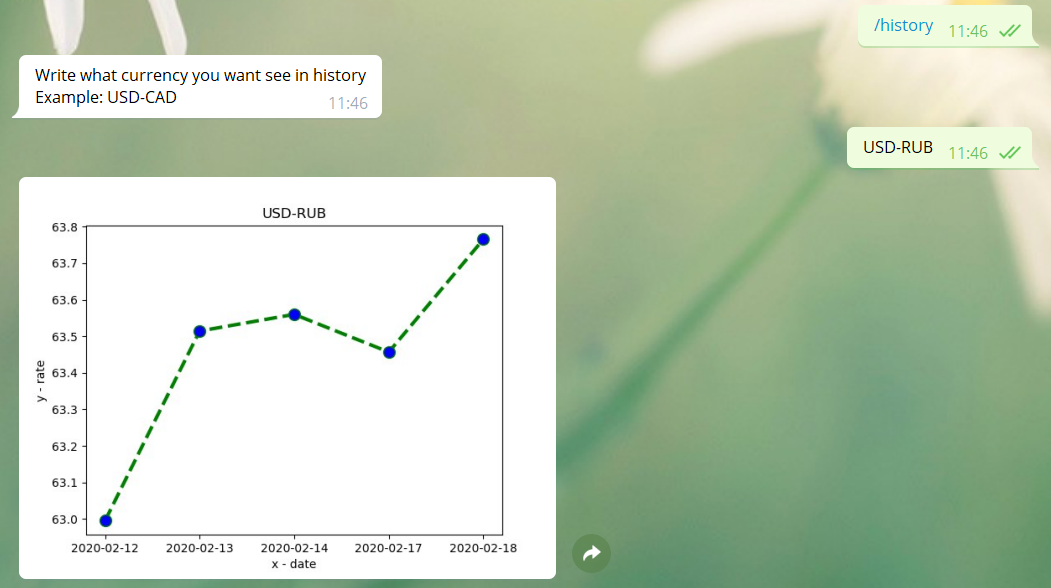 /history 11:46
Write what currency you want see in history
Example: USD-CAD 11:46
USD-RUB 11:46
USD-RUB
63.8
63.7
63.6
63.5
63.4
63.3
63.2
63.1
63.0
y - rate
2020-02-12 2020-02-13 2020-02-14 2020-02-17 2020-02-18
x - date